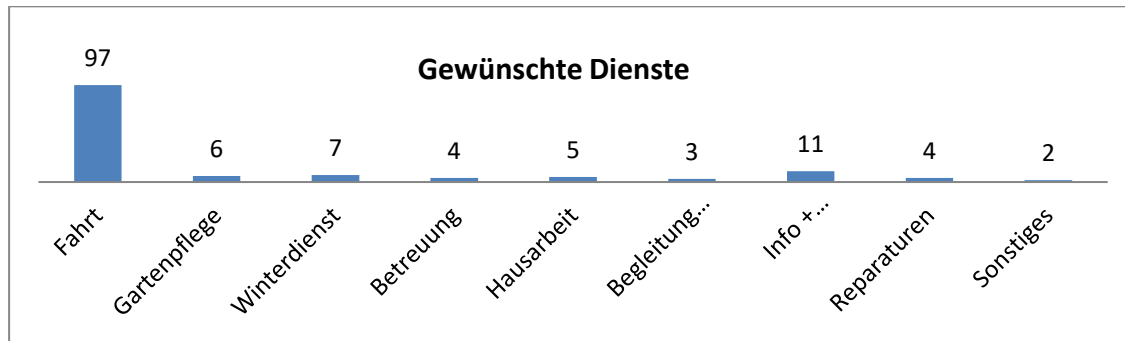 Gewünschte Dienste
97
6
7
4
5
3
11
4
2
Fahrt
Gartenpflege
Winterdienst
Betreuung
Hausarbeit
Begleitung...
Info +...
Reparaturen
Sonstiges